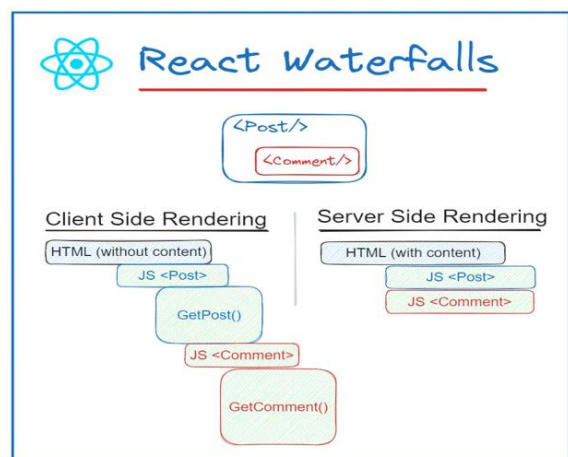 React Waterfalls
<Post/>
<Comment/>
Client Side Rendering
HTML (without content)
JS <Post>
GetPost()
JS <Comment>
GetComment()
Server Side Rendering
HTML (with content)
JS <Post>
JS <Comment>